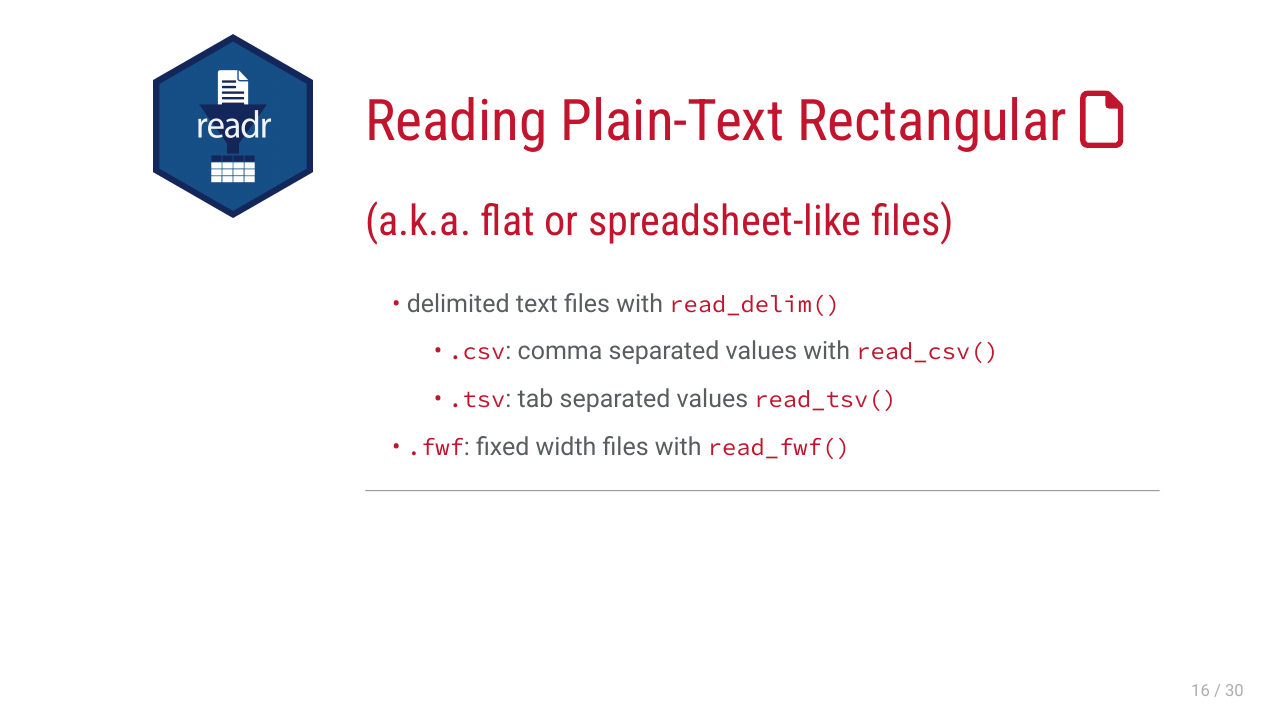 readr
Reading Plain-Text Rectangular
(a.k.a. flat or spreadsheet-like files)
• delimited text files with read_delim()
• .csv: comma separated values with read_csv()
• .tsv: tab separated values read_tsv()
• .fwf: fixed width files with read_fwf()
16 / 30